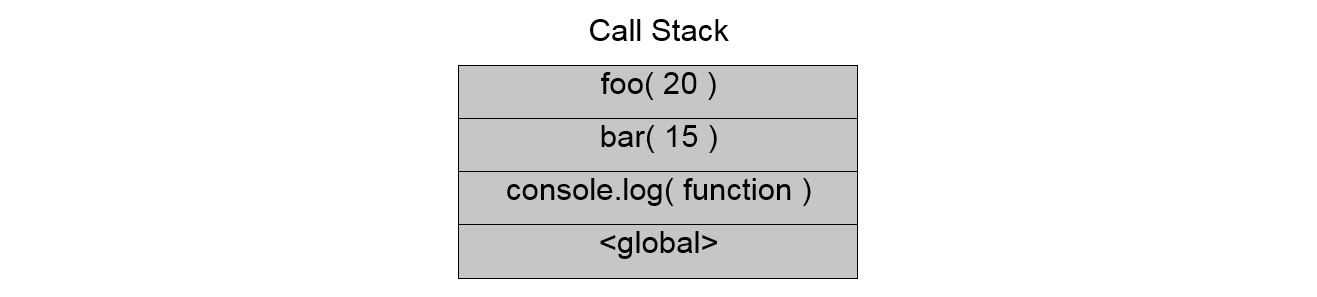 Call Stack
foo( 20 )
bar( 15 )
console.log( function )
<global>